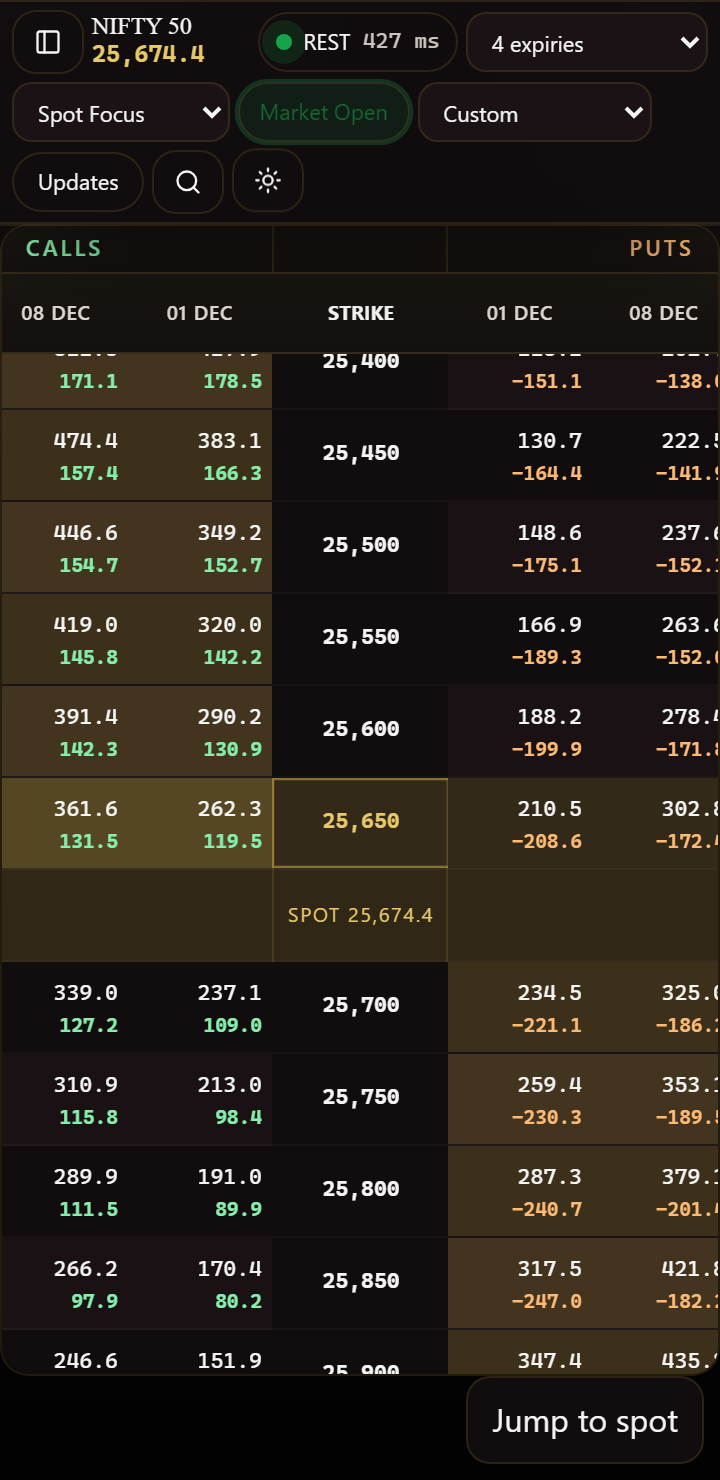 NIFTY 50
25,674.4
REST 427 ms
4 expiries
Spot Focus
Market Open
Custom
Updates
CALLS PUTS
08 DEC 01 DEC STRIKE 01 DEC 08 DEC
25,400
171.1 178.5 −151.1
474.4 383.1 25,450 130.7
157.4 166.3 −164.4
446.6 349.2 25,500 148.6
154.7 152.7 −175.1
419.0 320.0 25,550 166.9
145.8 142.2 −189.3
391.4 290.2 25,600 188.2
142.3 130.9 −199.9
361.6 262.3 25,650 210.5
131.5 119.5 −208.6
SPOT 25,674.4
339.0 237.1 25,700 234.5
127.2 109.0 −221.1
310.9 213.0 25,750 259.4
115.8 98.4 −230.3
289.9 191.0 25,800 287.3
111.5 89.9 −240.7
266.2 170.4 25,850 317.5
97.9 80.2 −247.0
246.6 151.9 25,900 347.4
Jump to spot